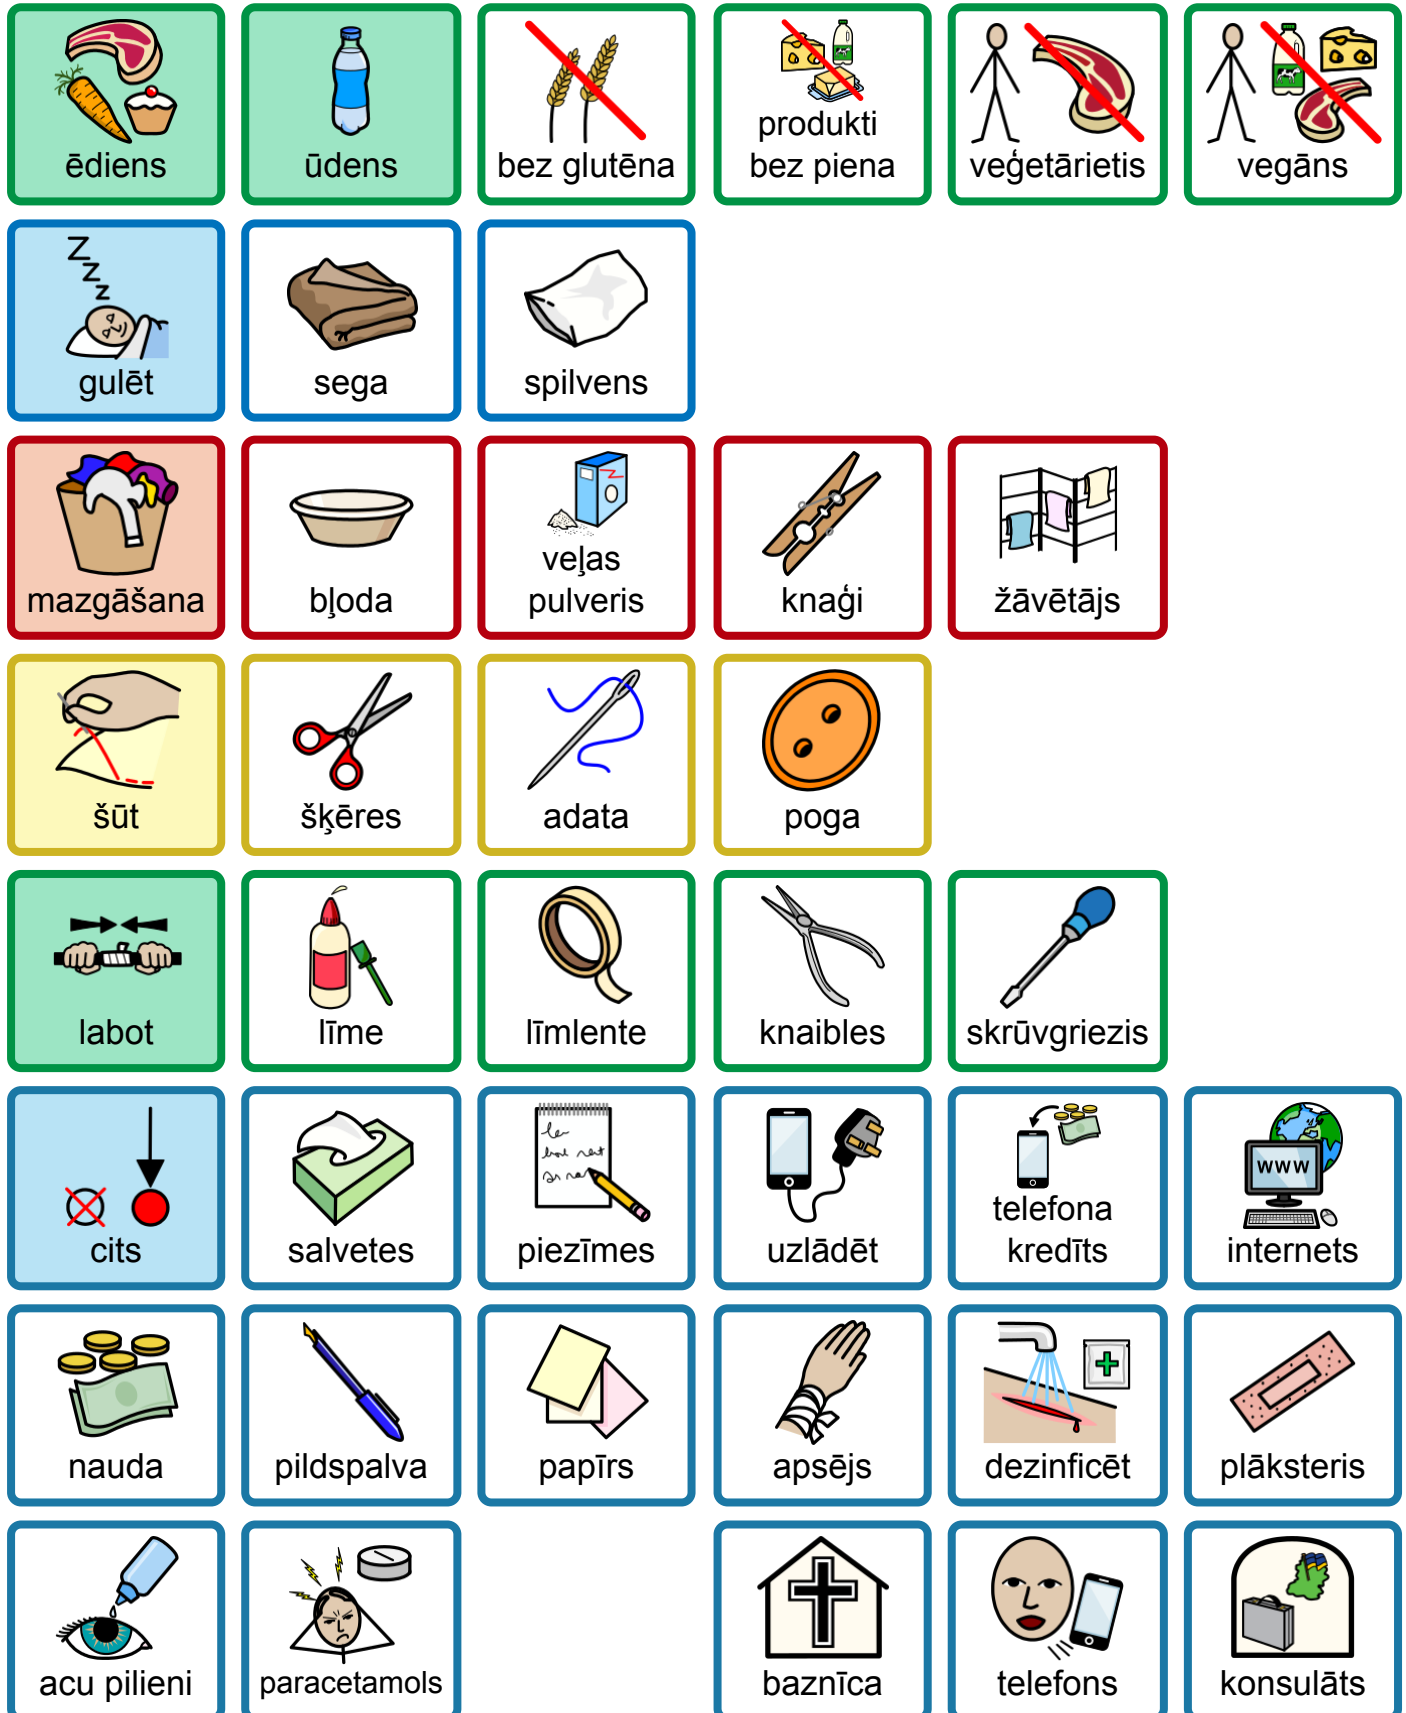 ēdiens
ūdens
bez glutēna
produkti
bez piena
veģetārietis
vegāns
Z
z
z
gulēt
sega
spilvens
mazgāšana
bļoda
veļas
pulveris
knaģi
žāvētājs
šūt
šķēres
adata
poga
labot
līme
līmlente
knaibles
skrūvgriezis
cits
salvetes
piezīmes
uzlādēt
telefona
kredīts
www
internets
nauda
pildspalva
papīrs
apsējs
dezinficēt
plāksteris
acu pilieni
paracetamols
baznīca
telefons
konsulāts